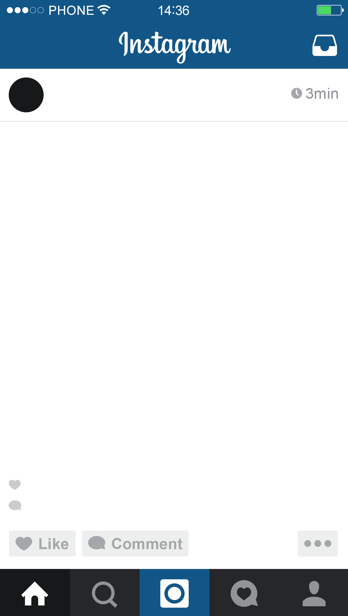 PHONE 14:36
Instagram
3min
Like Comment